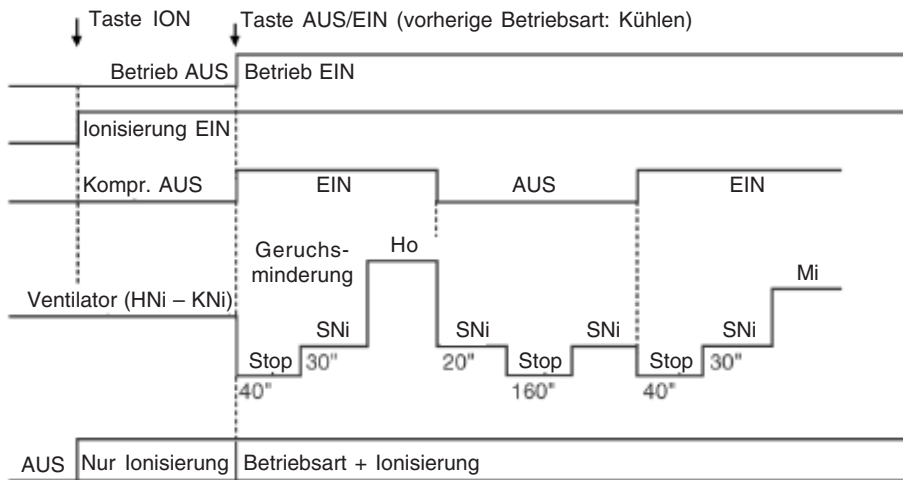 Taste ION
Taste AUS/EIN (vorherige Betriebsart: Kühlen)
Betrieb AUS
Betrieb EIN
Ionisierung EIN
Kompr. AUS
EIN
AUS
EIN
Geruchs-
minderung
Ho
Mi
Ventilator (HNi – KNi)
SNi
SNi
SNi
SNi
Stop
30"
20"
Stop
Stop
30"
40"
160"
40"
AUS
Nur Ionisierung
Betriebsart + Ionisierung